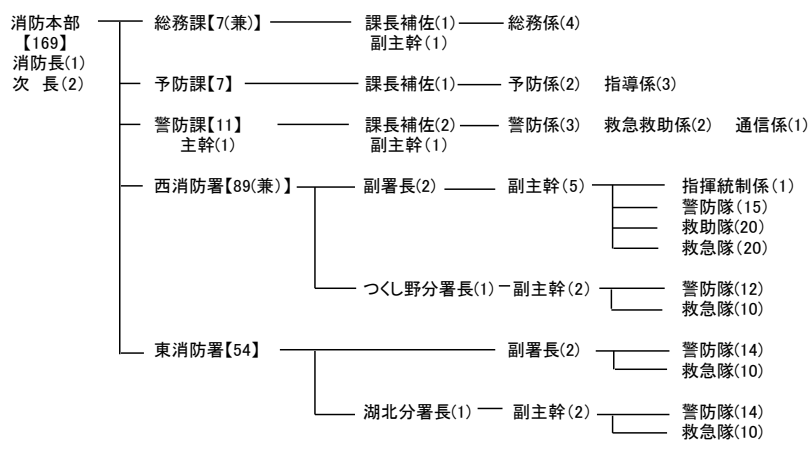 消防本部 総務課【7(兼)】 課長補佐(1) 総務係(4)
【169】 副主幹(1)
消防長(1)
次 長(2) 予防課【7】 課長補佐(1) 予防係(2) 指導係(3)
警防課【11】 課長補佐(2) 警防係(3) 救急救助係(2) 通信係(1)
主幹(1) 副主幹(1)
西消防署【89(兼)】 副署長(2) 副主幹(5) 指揮統制係(1)
警防隊(15)
救助隊(20)
救急隊(20)
つくし野分署長(1) 副主幹(2) 警防隊(12)
救急隊(10)
東消防署【54】 副署長(2) 警防隊(14)
救急隊(10)
湖北分署長(1) 副主幹(2) 警防隊(14)
救急隊(10)